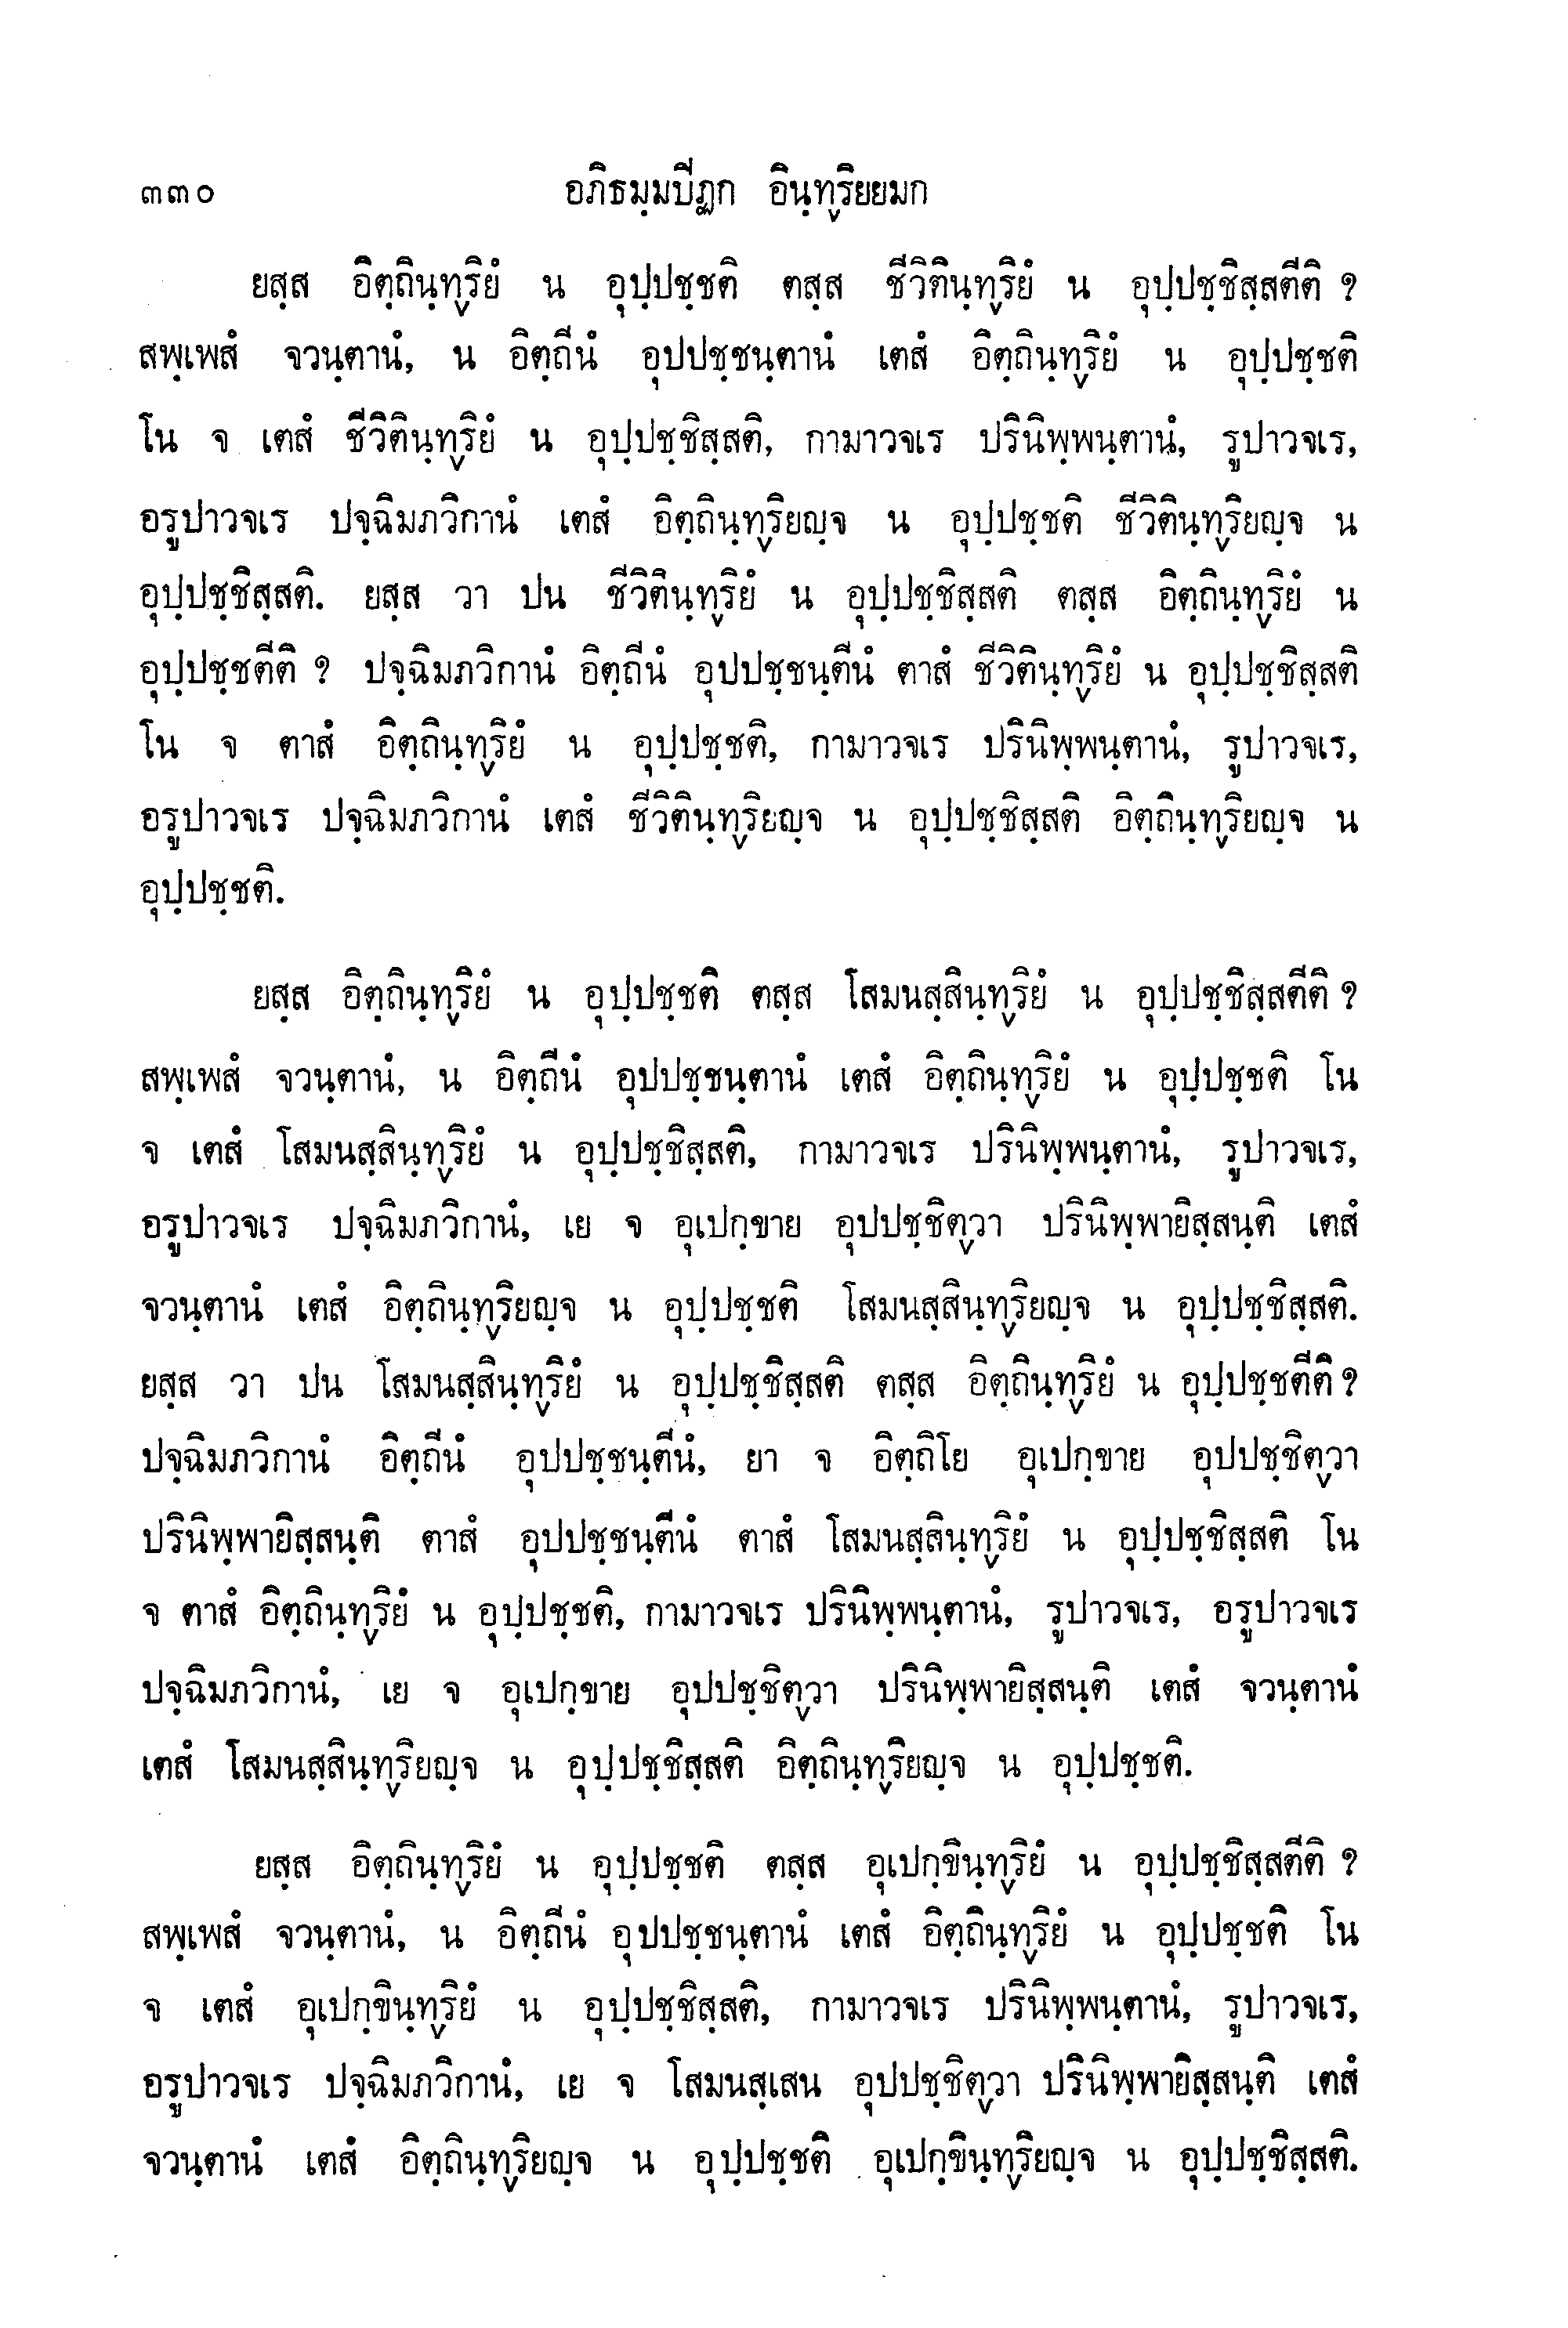 ๓๓๐ อภิธมฺมปีฏก อินฺทฺริยยมก
ยสฺส อิตฺถินฺทฺริยํ น อุปฺปชฺชติ ตสฺส ชีวิตินฺทฺริยํ น อุปฺปชฺชิสฺสตีติ ?
สพฺเพสํ จวนฺตานํ, น อิตฺถีนํ อุปปชฺชนฺตานํ เตสํ อิตฺถินฺทฺริยํ น อุปฺปชฺชติ
โน จ เตสํ ชีวิตินฺทฺริยํ น อุปฺปชฺชิสฺสติ, กามาวจเร ปรินิพฺพนฺตานํ, รูปาวจเร,
อรูปาวจเร ปจฺฉิมภวิกานํ เตสํ อิตฺถินฺทฺริยญฺจ น อุปฺปชฺชติ ชีวิตินฺทฺริยญฺจ น
อุปฺปชฺชิสฺสติ. ยสฺส วา ปน ชีวิตินฺทฺริยํ น อุปฺปชฺชิสฺสติ ตสฺส อิตฺถินฺทฺริยํ น
อุปฺปชฺชตีติ ? ปจฺฉิมภวิกานํ อิตฺถีนํ อุปปชฺชนฺตีนํ ตาสํ ชีวิตินฺทฺริยํ น อุปฺปชฺชิสฺสติ
โน จ ตาสํ อิตฺถินฺทฺริยํ น อุปฺปชฺชติ, กามาวจเร ปรินิพฺพนฺตานํ, รูปาวจเร,
อรูปาวจเร ปจฺฉิมภวิกานํ เตสํ ชีวิตินฺทฺริยญฺจ น อุปฺปชฺชิสฺสติ อิตฺถินฺทฺริยญฺจ น
อุปฺปชฺชติ.
ยสฺส อิตฺถินฺทฺริยํ น อุปฺปชฺชติ ตสฺส โสมนสฺสินฺทฺริยํ น อุปฺปชฺชิสฺสตีติ ?
สพฺเพสํ จวนฺตานํ, น อิตฺถีนํ อุปปชฺชนฺตานํ เตสํ อิตฺถินฺทฺริยํ น อุปฺปชฺชติ โน
จ เตสํ โสมนสฺสินฺทฺริยํ น อุปฺปชฺชิสฺสติ, กามาวจเร ปรินิพฺพนฺตานํ, รูปาวจเร,
อรูปาวจเร ปจฺฉิมภวิกานํ, เย จ อุเปกฺขาย อุปปชฺชิตฺวา ปรินิพฺพายิสฺสนฺติ เตสํ
จวนฺตานํ เตสํ อิตฺถินฺทฺริยญฺจ น อุปฺปชฺชติ โสมนสฺสินฺทฺริยญฺจ น อุปฺปชฺชิสฺสติ.
ยสฺส วา ปน โสมนสฺสินฺทฺริยํ น อุปฺปชฺชิสฺสติ ตสฺส อิตฺถินฺทฺริยํ น อุปฺปชฺชตีติ ?
ปจฺฉิมภวิกานํ อิตฺถีนํ อุปปชฺชนฺตีนํ, ยา จ อิตฺถิโย อุเปกฺขาย อุปปชฺชิตฺวา
ปรินิพฺพายิสฺสนฺติ ตาสํ อุปปชฺชนฺตีนํ ตาสํ โสมนสฺสินฺทฺริยํ น อุปฺปชฺชิสฺสติ โน
จ ตาสํ อิตฺถินฺทฺริยํ น อุปฺปชฺชติ, กามาวจเร ปรินิพฺพนฺตานํ, รูปาวจเร, อรูปาวจเร
ปจฺฉิมภวิกานํ, เย จ อุเปกฺขาย อุปปชฺชิตฺวา ปรินิพฺพายิสฺสนฺติ เตสํ จวนฺตานํ
เตสํ โสมนสฺสินฺทฺริยญฺจ น อุปฺปชฺชิสฺสติ อิตฺถินฺทฺริยญฺจ น อุปฺปชฺชติ.
ยสฺส อิตฺถินฺทฺริยํ น อุปฺปชฺชติ ตสฺส อุเปกฺขินฺทฺริยํ น อุปฺปชฺชิสฺสตีติ ?
สพฺเพสํ จวนฺตานํ, น อิตฺถีนํ อุปปชฺชนฺตานํ เตสํ อิตฺถินฺทฺริยํ น อุปฺปชฺชติ โน
จ เตสํ อุเปกฺขินฺทฺริยํ น อุปฺปชฺชิสฺสติ, กามาวจเร ปรินิพฺพนฺตานํ, รูปาวจเร,
อรูปาวจเร ปจฺฉิมภวิกานํ, เย จ โสมนสฺเสน อุปปชฺชิตฺวา ปรินิพฺพายิสฺสนฺติ เตสํ
จวนฺตานํ เตสํ อิตฺถินฺทฺริยญฺจ น อุปฺปชฺชติ อุเปกฺขินฺทฺริยญฺจ น อุปฺปชฺชิสฺสติ.